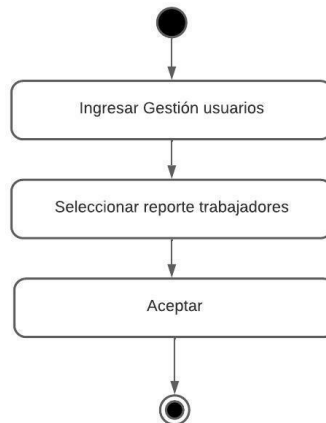 Ingresar Gestión usuarios
Seleccionar reporte trabajadores
Aceptar